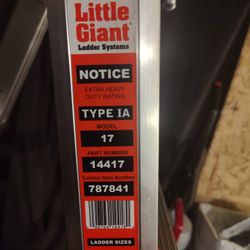 Little
Giant®
Ladder Systems
NOTICE
EXTRA HEAVY
DUTY RATING
TYPE IA
MODEL
17
PART NUMBER
14417
Costco Item Number
787841
LADDER SIZES